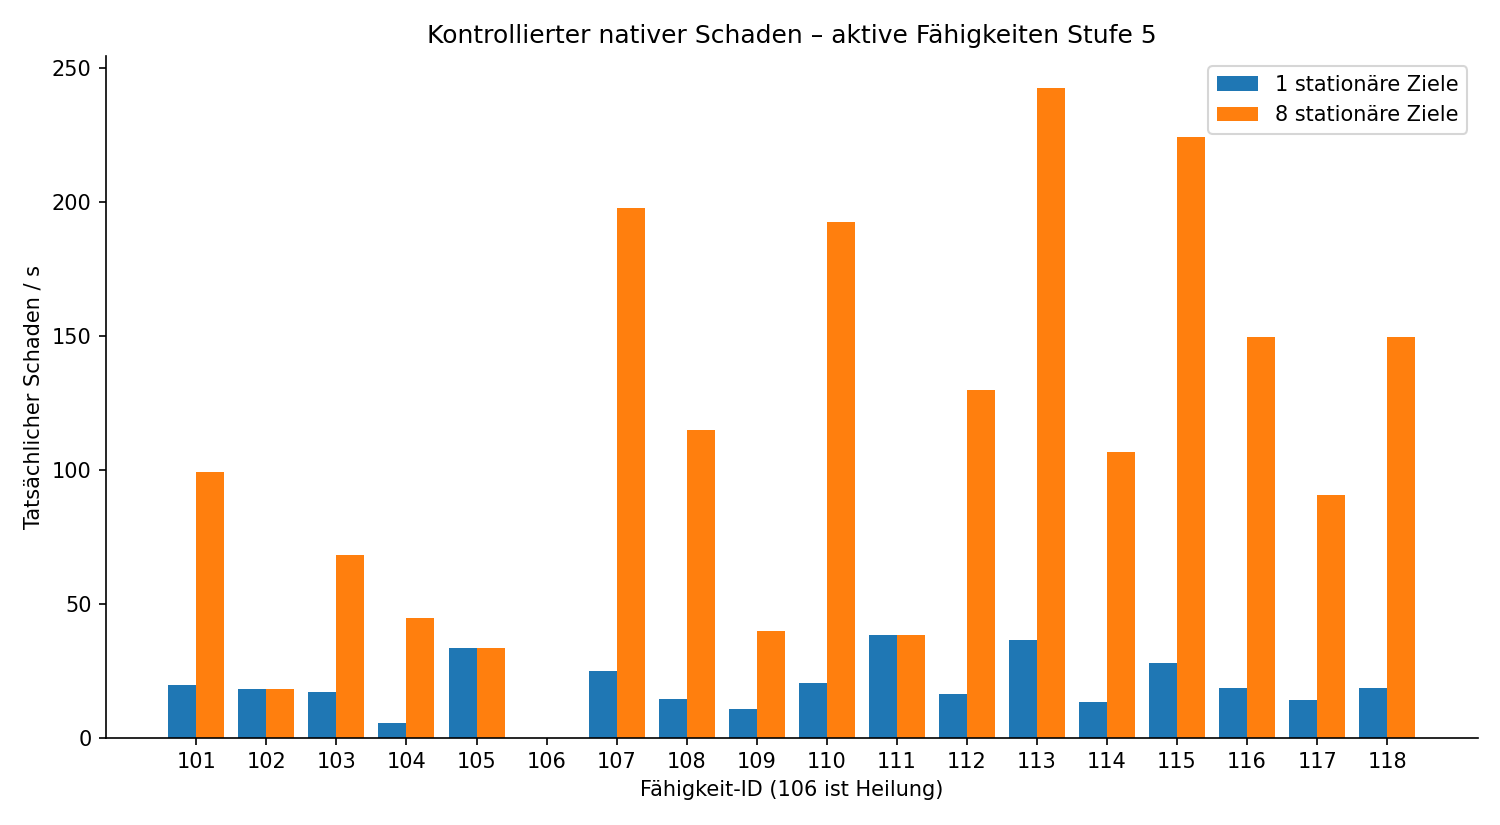 Kontrollierter nativer Schaden – aktive Fähigkeiten Stufe 5
1 stationäre Ziele
8 stationäre Ziele
Tatsächlicher Schaden / s
250
200
150
100
50
0
101 102 103 104 105 106 107 108 109 110 111 112 113 114 115 116 117 118
Fähigkeit-ID (106 ist Heilung)